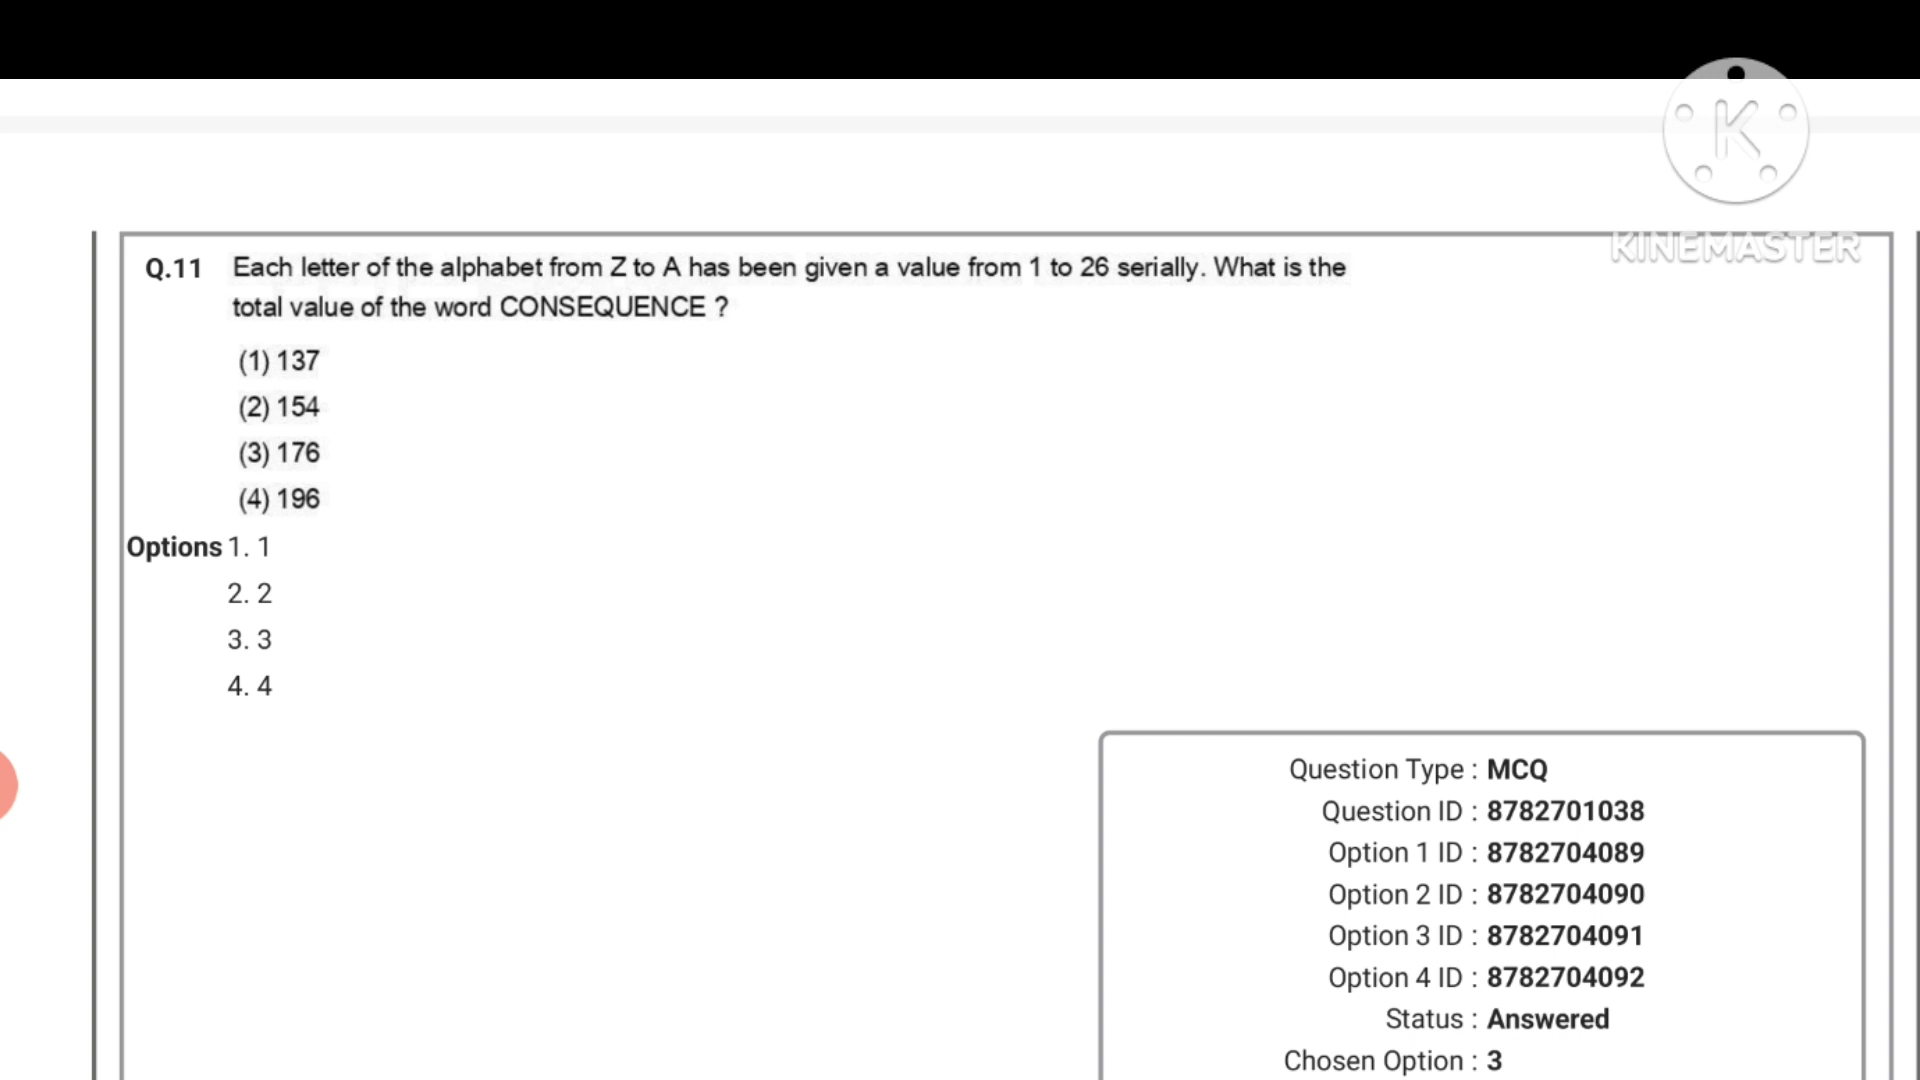 K
KINEMASTER
Q.11 Each letter of the alphabet from Z to A has been given a value from 1 to 26 serially. What is the
total value of the word CONSEQUENCE ?
(1) 137
(2) 154
(3) 176
(4) 196
Options 1. 1
2. 2
3. 3
4. 4
Question Type : MCQ
Question ID : 8782701038
Option 1 ID : 8782704089
Option 2 ID : 8782704090
Option 3 ID : 8782704091
Option 4 ID : 8782704092
Status : Answered
Chosen Option : 3